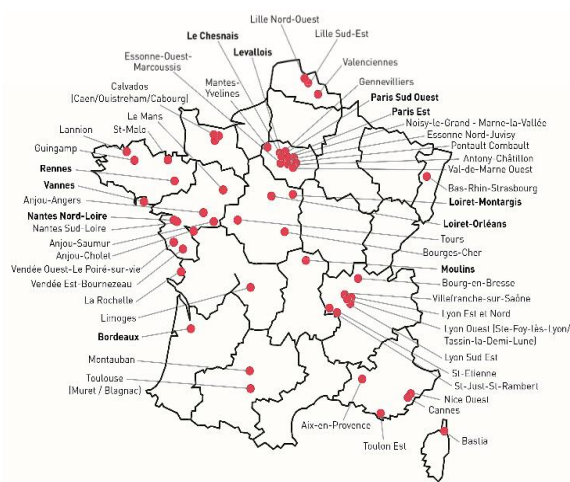 Lille Nord-Ouest
Le Chesnais
Lille Sud-Est
Levallois
Essonne-Ouest-
Marcoussis
Valenciennes
Gennevilliers
Mantes-
Yvelines
Calvados
(Caen/Ouistreham/Cabourg)
Paris Sud Ouest
Paris Est
Le Mans
Noisy-le-Grand - Marne-la-Vallée
Lannion
St-Malo
Essonne Nord-Juvisy
Guingamp
Pontault Combault
Antony-Châtillon
Rennes
Val-de-Marne Ouest
Vannes
Bas-Rhin-Strasbourg
Anjou-Angers
Loiret-Montargis
Nantes Nord-Loire
Loiret-Orléans
Nantes Sud-Loire
Tours
Anjou-Saumur
Bourges-Cher
Anjou-Cholet
Moulins
Vendée Ouest-Le Poiré-sur-vie
Bourg-en-Bresse
Vendée Est-Bournezeau
Villefranche-sur-Saône
La Rochelle
Lyon Est et Nord
Limoges
Lyon Ouest (Ste-Foy-lès-Lyon/
Tassin-la-Demi-Lune)
Bordeaux
Lyon Sud Est
Montauban
St-Etienne
St-Just-St-Rambert
Toulouse
(Muret / Blagnac)
Nice Ouest
Cannes
Aix-en-Provence
Toulon Est
Bastia